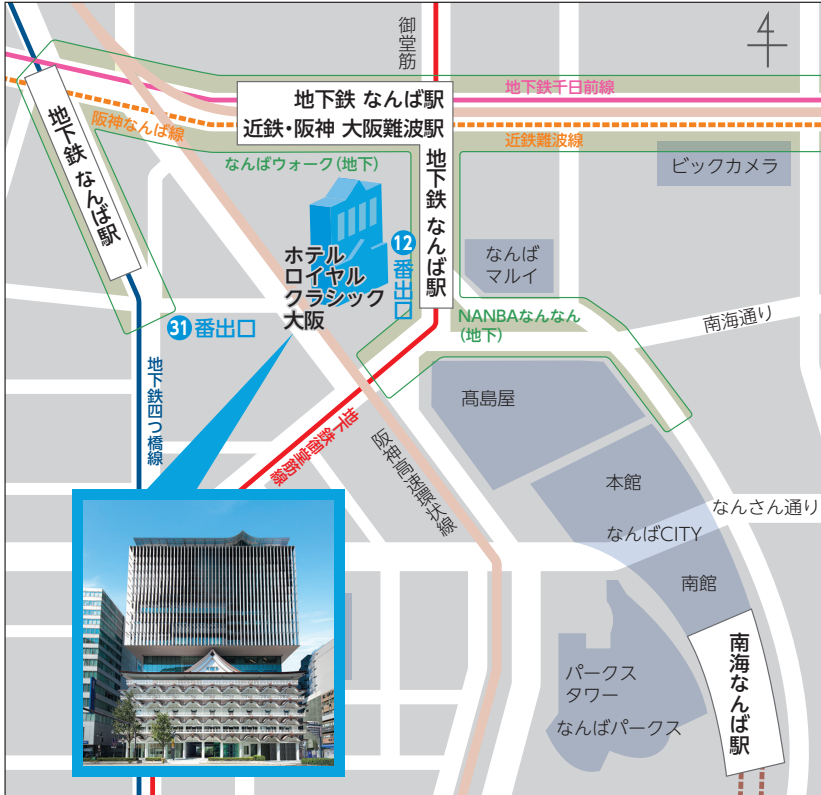 御堂筋
4
地下鉄 なんば駅
近鉄・阪神 大阪難波駅
地下鉄千日前線
近鉄難波線
地下鉄 なんば駅
阪神なんば線
なんばウォーク(地下)
地下鉄 なんば駅
ビックカメラ
ホテル
ロイヤル
クラシック
大阪
12番出口
なんば
マルイ
31番出口
NANBAなんなん
(地下)
南海通り
地下鉄四つ橋線
地下鉄御堂筋線
阪神高速環状線
髙島屋
本館
なんさん通り
なんばCITY
南館
パークス
タワー
なんばパークス
南海なんば駅